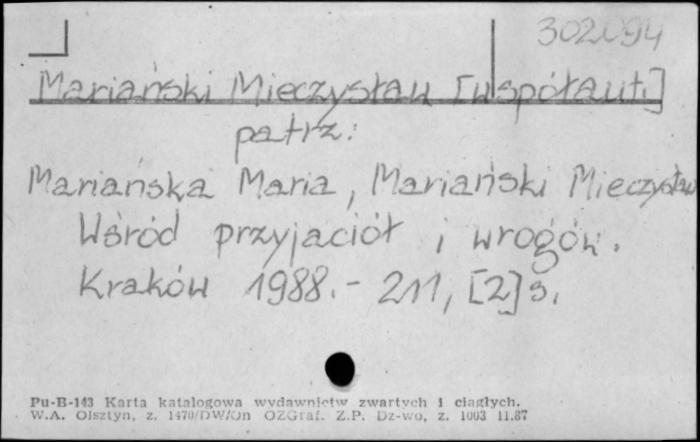 302094
Mariański Mieczysław [współaut.]
patrz:
Mariańska Maria, Mariański Mieczysław
Wśród przyjaciół i wrogów.
Kraków 1988.- 211, [2] s.
Pu-B-143 Karta katalogowa wydawnictw zwartych i ciągłych.
W.A. Olsztyn, z. 1470/DW/On OZGraf. Z.P. Dz-wo, z. 1003 11.87